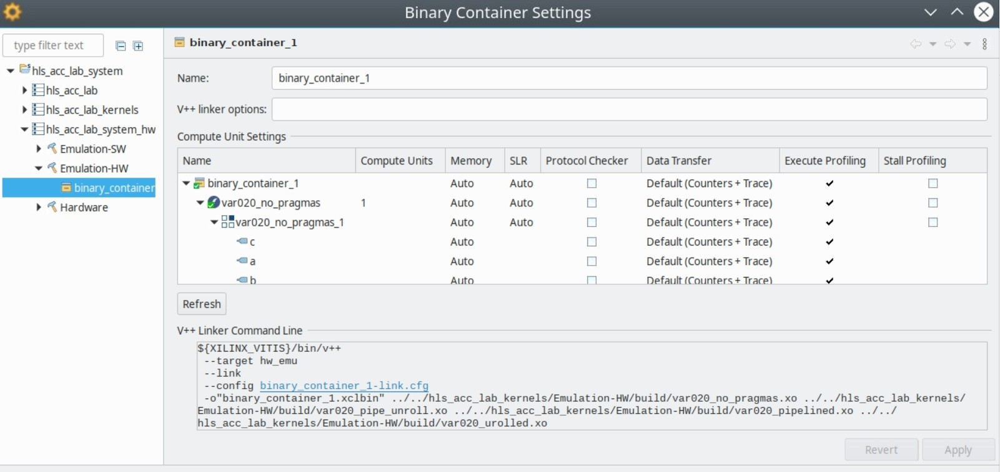 Binary Container Settings
type filter text
hls_acc_lab_system
hls_acc_lab
hls_acc_lab_kernels
hls_acc_lab_system_hw
Emulation-SW
Emulation-HW
binary_container
Hardware
binary_container_1
Name: binary_container_1
V++ linker options:
Compute Unit Settings
Name Compute Units Memory SLR Protocol Checker Data Transfer Execute Profiling Stall Profiling
binary_container_1 Auto Auto Default (Counters + Trace)
var020_no_pragmas 1 Auto Auto Default (Counters + Trace)
var020_no_pragmas_1 Auto Auto Default (Counters + Trace)
c Auto Default (Counters + Trace)
a Auto Default (Counters + Trace)
b Auto Default (Counters + Trace)
Refresh
V++ Linker Command Line
${XILINX_VITIS}/bin/v++
--target hw_emu
--link
--config binary_container_1-link.cfg
-o"binary_container_1.xclbin" ../../hls_acc_lab_kernels/Emulation-HW/build/var020_no_pragmas.xo ../../hls_acc_lab_kernels/
Emulation-HW/build/var020_pipe_unroll.xo ../../hls_acc_lab_kernels/Emulation-HW/build/var020_pipelined.xo ../../
hls_acc_lab_kernels/Emulation-HW/build/var020_urolled.xo
Revert Apply